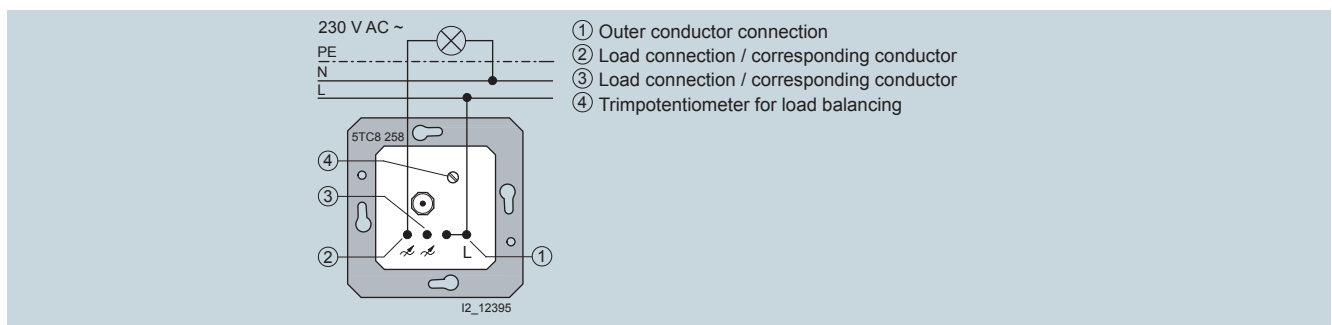 230 V AC ~
PE
N
L
① Outer conductor connection
② Load connection / corresponding conductor
③ Load connection / corresponding conductor
④ Trimpotentiometer for load balancing
5TC8 258
④
③
②
L
①
I2_12395